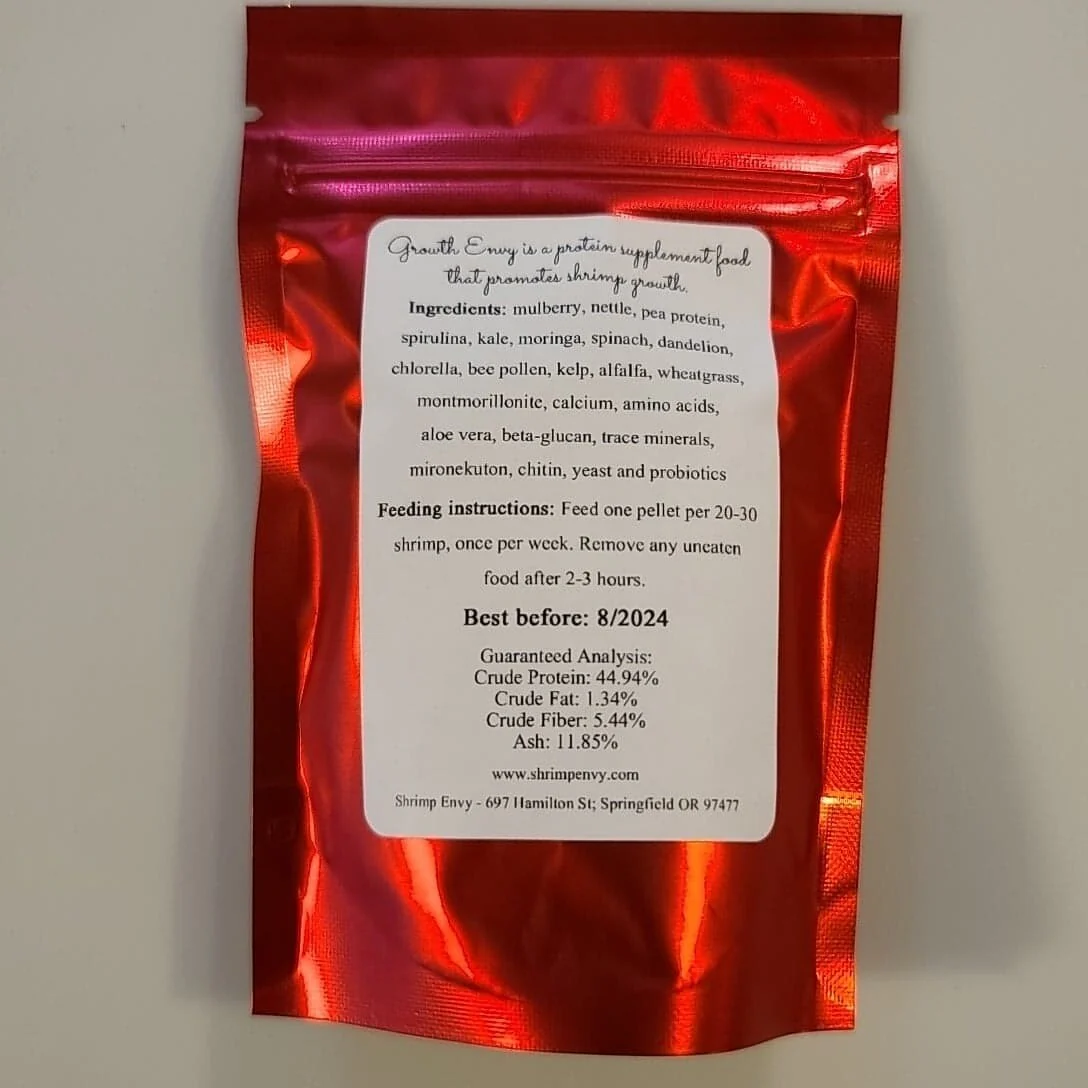 Growth Envy is a protein supplement food
that promotes shrimp growth.
Ingredients: mulberry, nettle, pea protein,
spirulina, kale, moringa, spinach, dandelion,
chlorella, bee pollen, kelp, alfalfa, wheatgrass,
montmorillonite, calcium, amino acids,
aloe vera, beta-glucan, trace minerals,
mironekuton, chitin, yeast and probiotics
Feeding instructions: Feed one pellet per 20-30
shrimp, once per week. Remove any uneaten
food after 2-3 hours.
Best before: 8/2024
Guaranteed Analysis:
Crude Protein: 44.94%
Crude Fat: 1.34%
Crude Fiber: 5.44%
Ash: 11.85%
www.shrimpenvy.com
Shrimp Envy - 697 Hamilton St; Springfield OR 97477